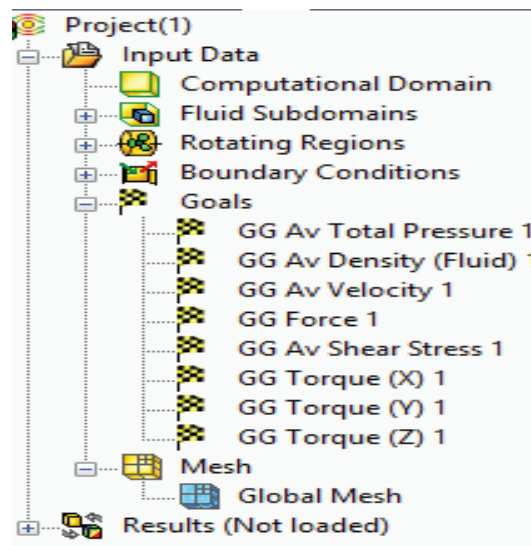 Project(1)
Input Data
Computational Domain
Fluid Subdomains
Rotating Regions
Boundary Conditions
Goals
GG Av Total Pressure 1
GG Av Density (Fluid) 1
GG Av Velocity 1
GG Force 1
GG Av Shear Stress 1
GG Torque (X) 1
GG Torque (Y) 1
GG Torque (Z) 1
Mesh
Global Mesh
Results (Not loaded)